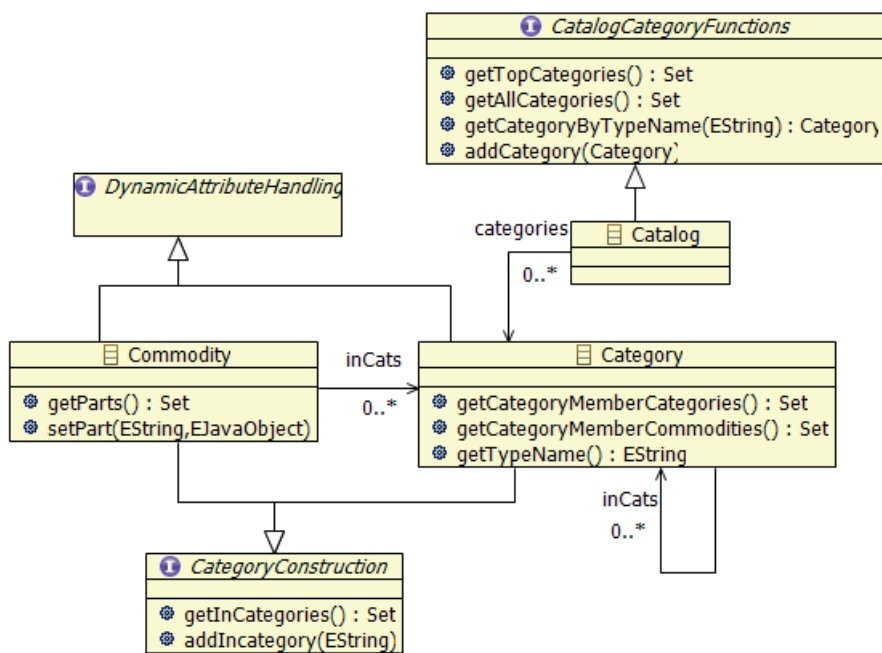 I CatalogCategoryFunctions
getTopCategories() : Set
getAllCategories() : Set
getCategoryByTypeName(EString) : Category
addCategory(Category)
I DynamicAttributeHandling
categories
Catalog
0..*
Commodity
getParts() : Set
setPart(EString,EJavaObject)
inCats
0..*
Category
getCategoryMemberCategories() : Set
getCategoryMemberCommodities() : Set
getTypeName() : EString
inCats
0..*
I CategoryConstruction
getInCategories() : Set
addIncategory(EString)